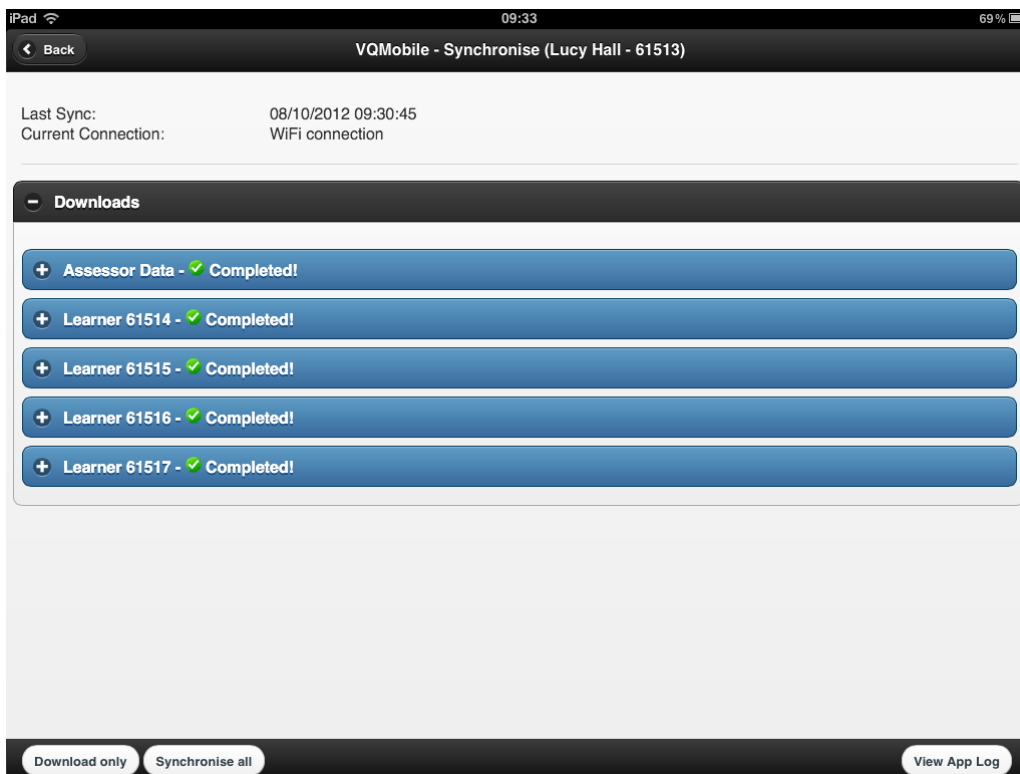 iPad 09:33 69%
Back VQMobile - Synchronise (Lucy Hall - 61513)
Last Sync: 08/10/2012 09:30:45
Current Connection: WiFi connection
Downloads
Assessor Data - Completed!
Learner 61514 - Completed!
Learner 61515 - Completed!
Learner 61516 - Completed!
Learner 61517 - Completed!
Download only Synchronise all View App Log